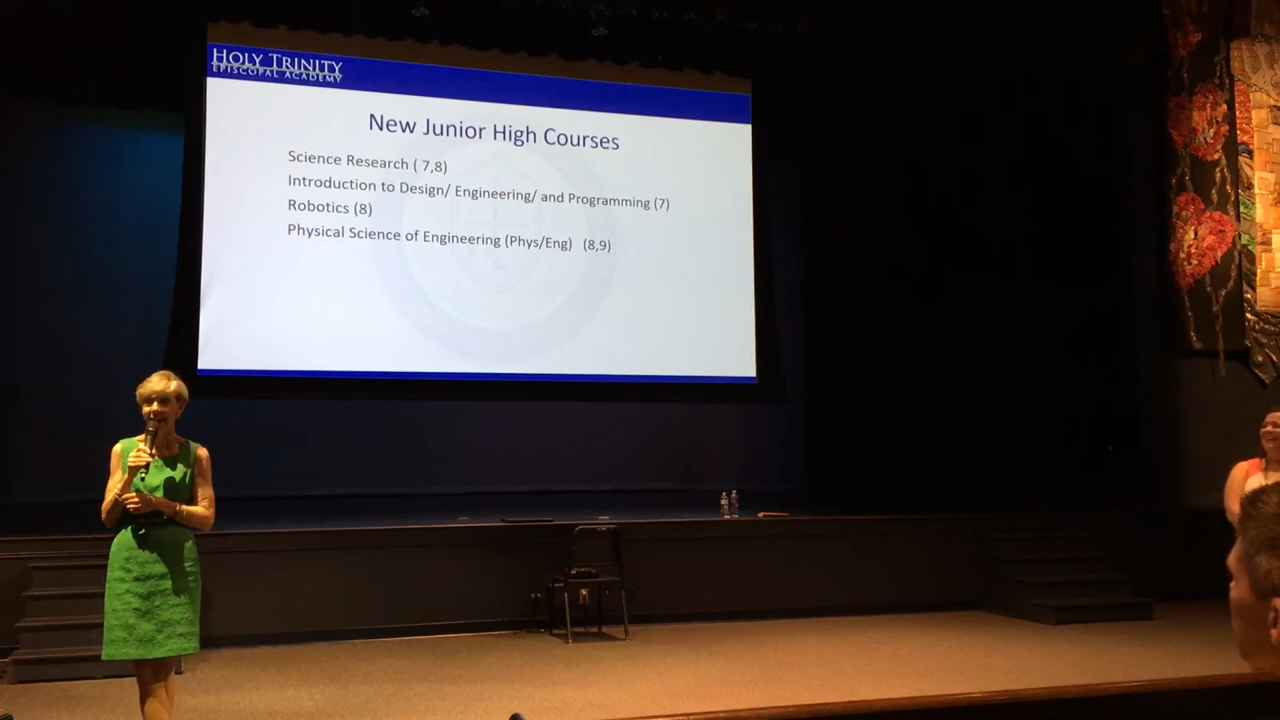 HOLY TRINITY
EPISCOPAL ACADEMY
New Junior High Courses
Science Research ( 7,8)
Introduction to Design/ Engineering/ and Programming (7)
Robotics (8)
Physical Science of Engineering (Phys/Eng) (8,9)